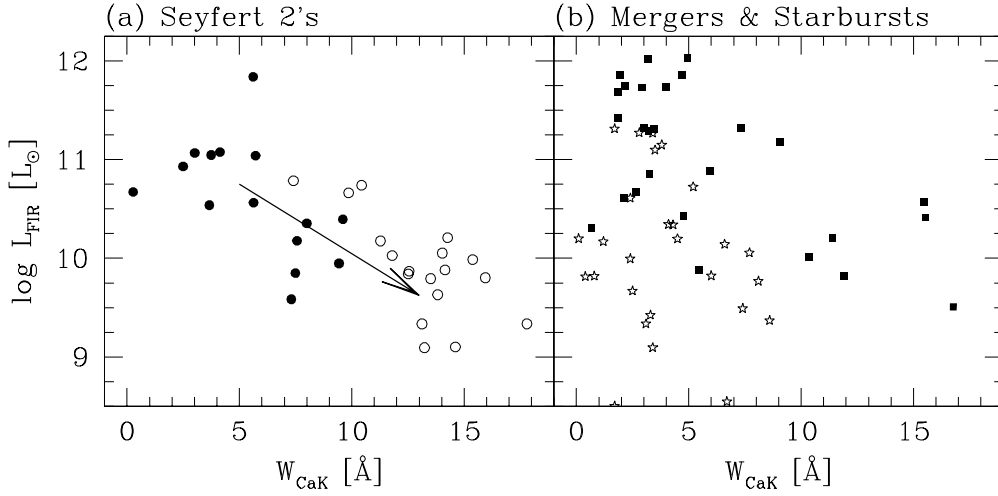 (a) Seyfert 2's
(b) Mergers & Starbursts
log L_FIR [L_⊙]
12
11
10
9
0 5 10 15
0 5 10 15
W_CaK [Å]
W_CaK [Å]